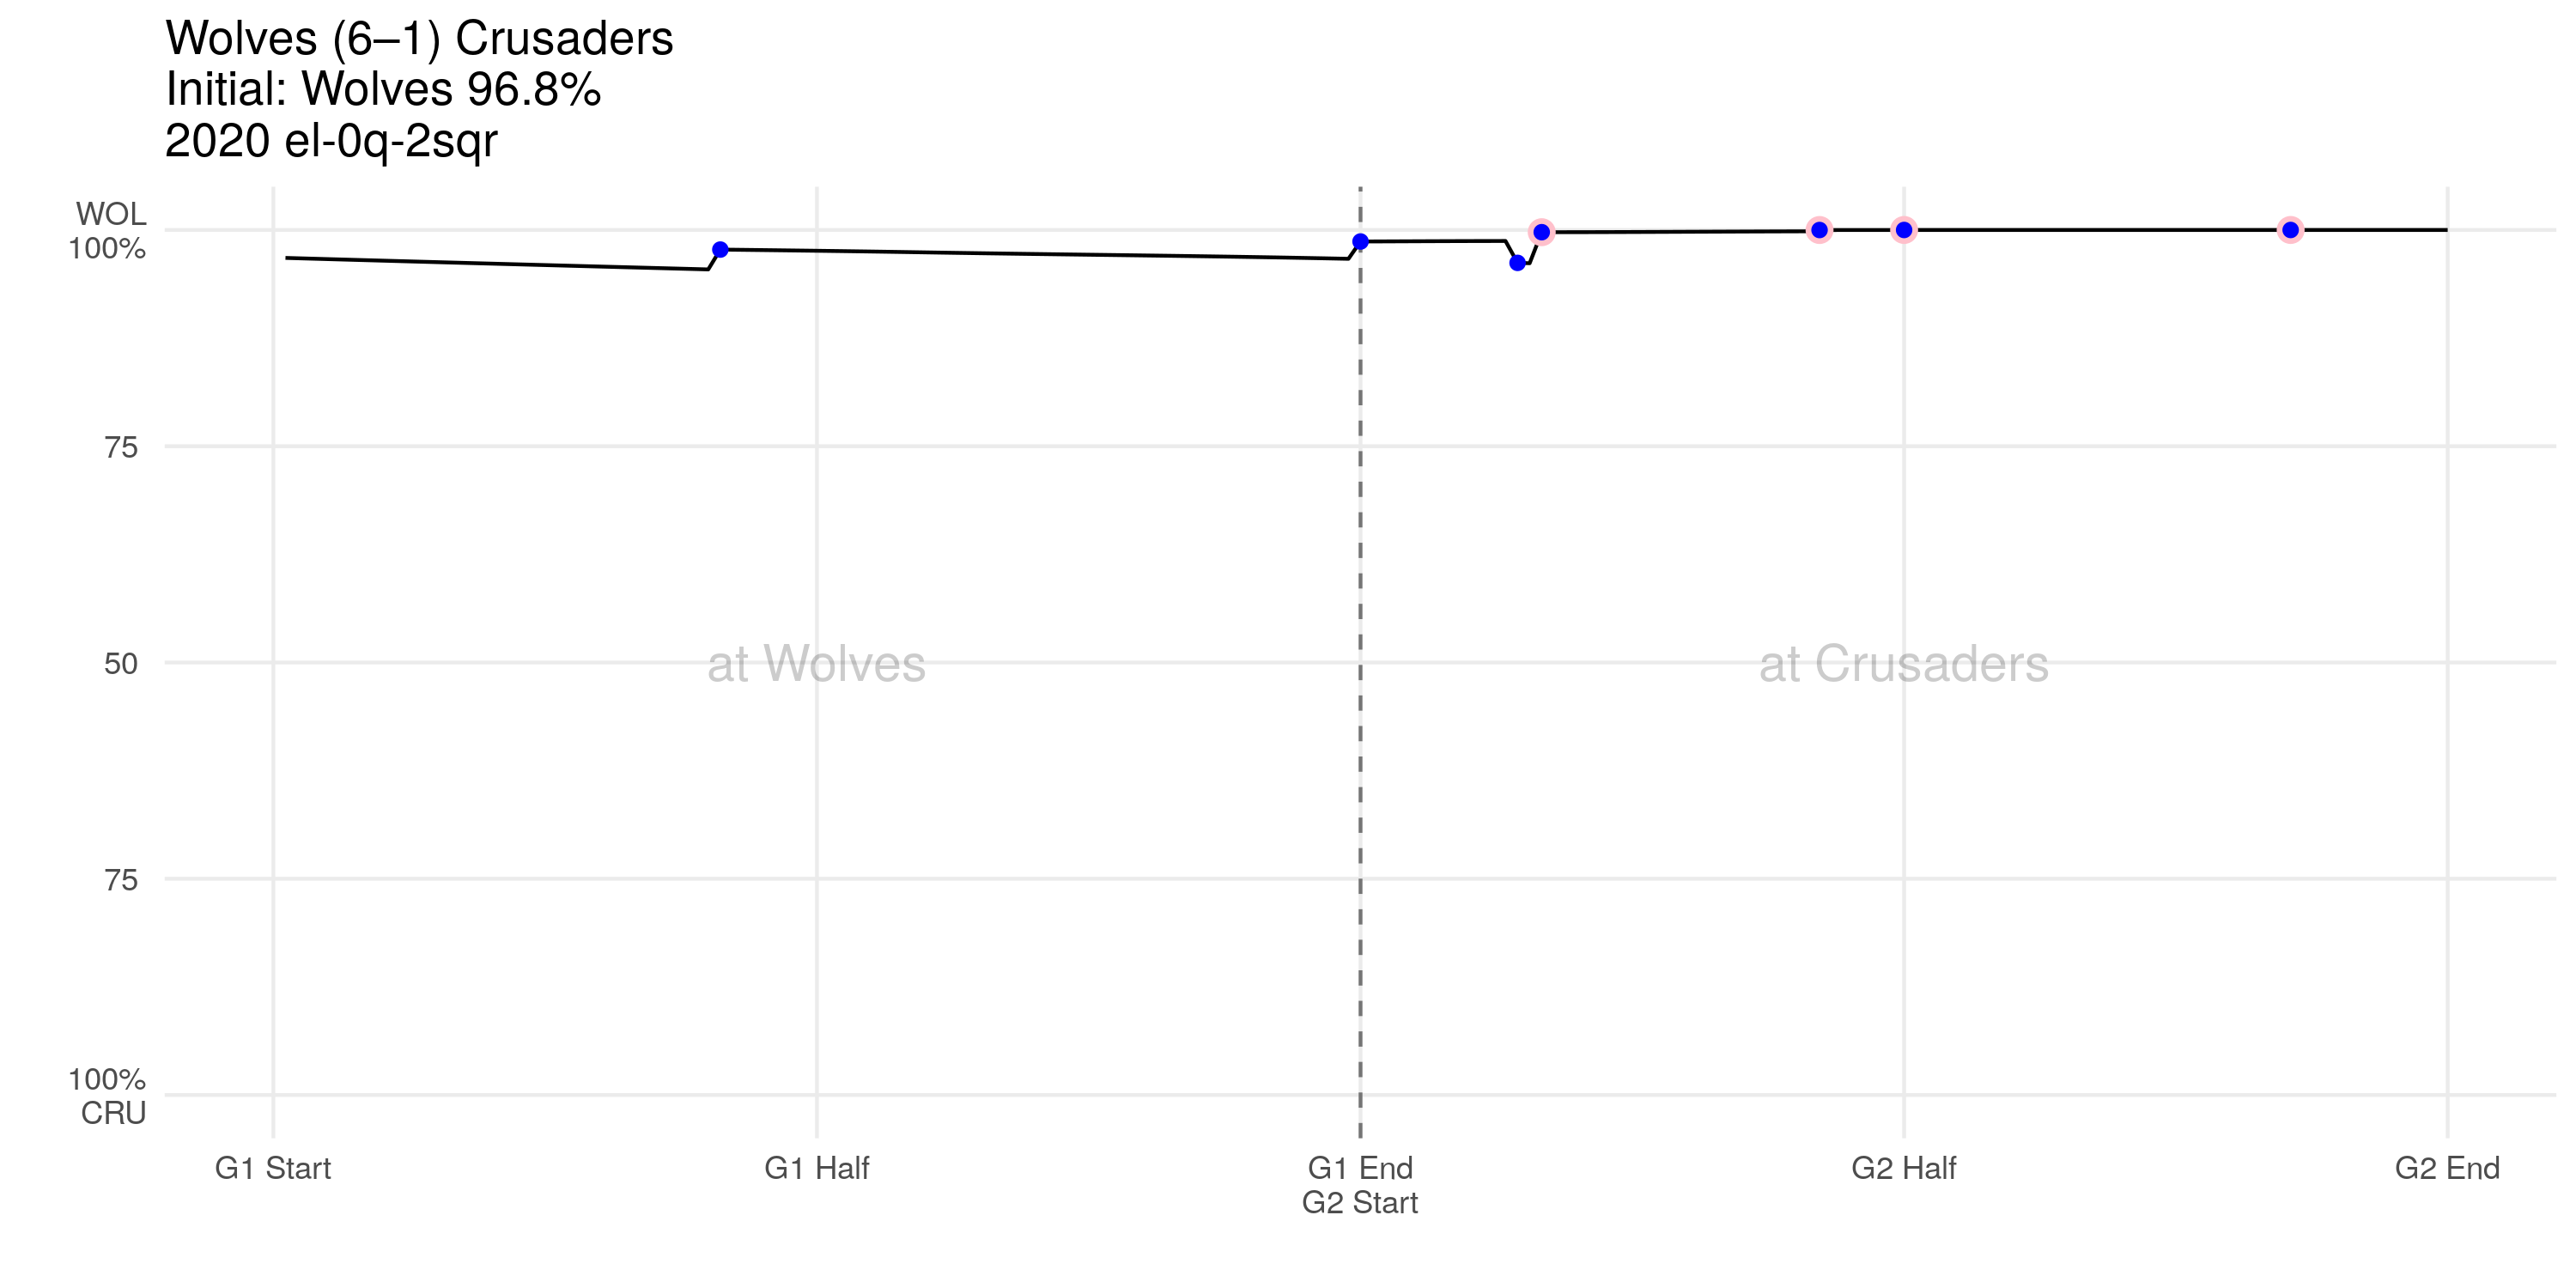 Wolves (6–1) Crusaders
Initial: Wolves 96.8%
2020 el-0q-2sqr
WOL
100%
75
50
75
100%
CRU
at Wolves
at Crusaders
G1 Start
G1 Half
G1 End
G2 Start
G2 Half
G2 End